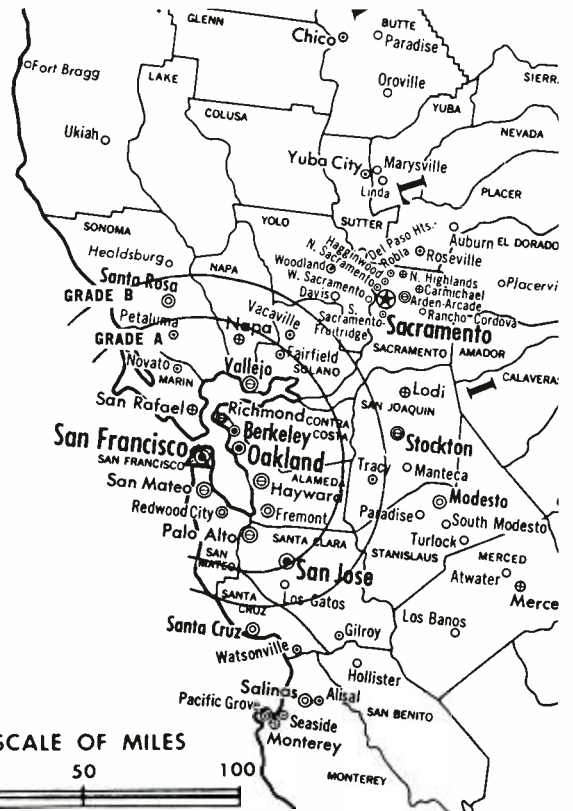 GLENN
BUTTE
Chico
Paradise
Fort Bragg
LAKE
Oroville
SIERR
COLUSA
YUBA
Ukiah
NEVADA
Yuba City
Marysville
Linda
PLACER
SONOMA
YOLO
SUTTER
Auburn
EL DORADO
Healdsburg
NAPA
Del Paso Hts.
Robla
Hagginwood
N. Sacramento
Roseville
Woodland
N. Highlands
Placervi
Santa Rosa
W. Sacramento
Carmichael
GRADE B
Davis
Arden-Arcade
Rancho-Cordova
Petaluma
Vacaville
S. Sacramento-
Fruitridge
Sacramento
Napa
GRADE A
Fairfield
SACRAMENTO
AMADOR
Novato
Vallejo
SOLANO
MARIN
CALAVERAS
Lodi
San Rafael
SAN JOAQUIN
Richmond
CONTRA
COSTA
Berkeley
San Francisco
Stockton
SAN FRANCISCO
Oakland
Tracy
Manteca
ALAMEDA
San Mateo
Hayward
Modesto
Redwood City
Fremont
Paradise
South Modesto
Palo Alto
SANTA CLARA
Turlock
SAN
MATEO
STANISLAUS
MERCED
San Jose
Atwater
SANTA
CRUZ
Los Gatos
Merce
Los Banos
Santa Cruz
Gilroy
Watsonville
Hollister
Salinas
Alisal
Pacific Grove
SAN BENITO
Seaside
Monterey
SCALE OF MILES
50
100
MONTEREY